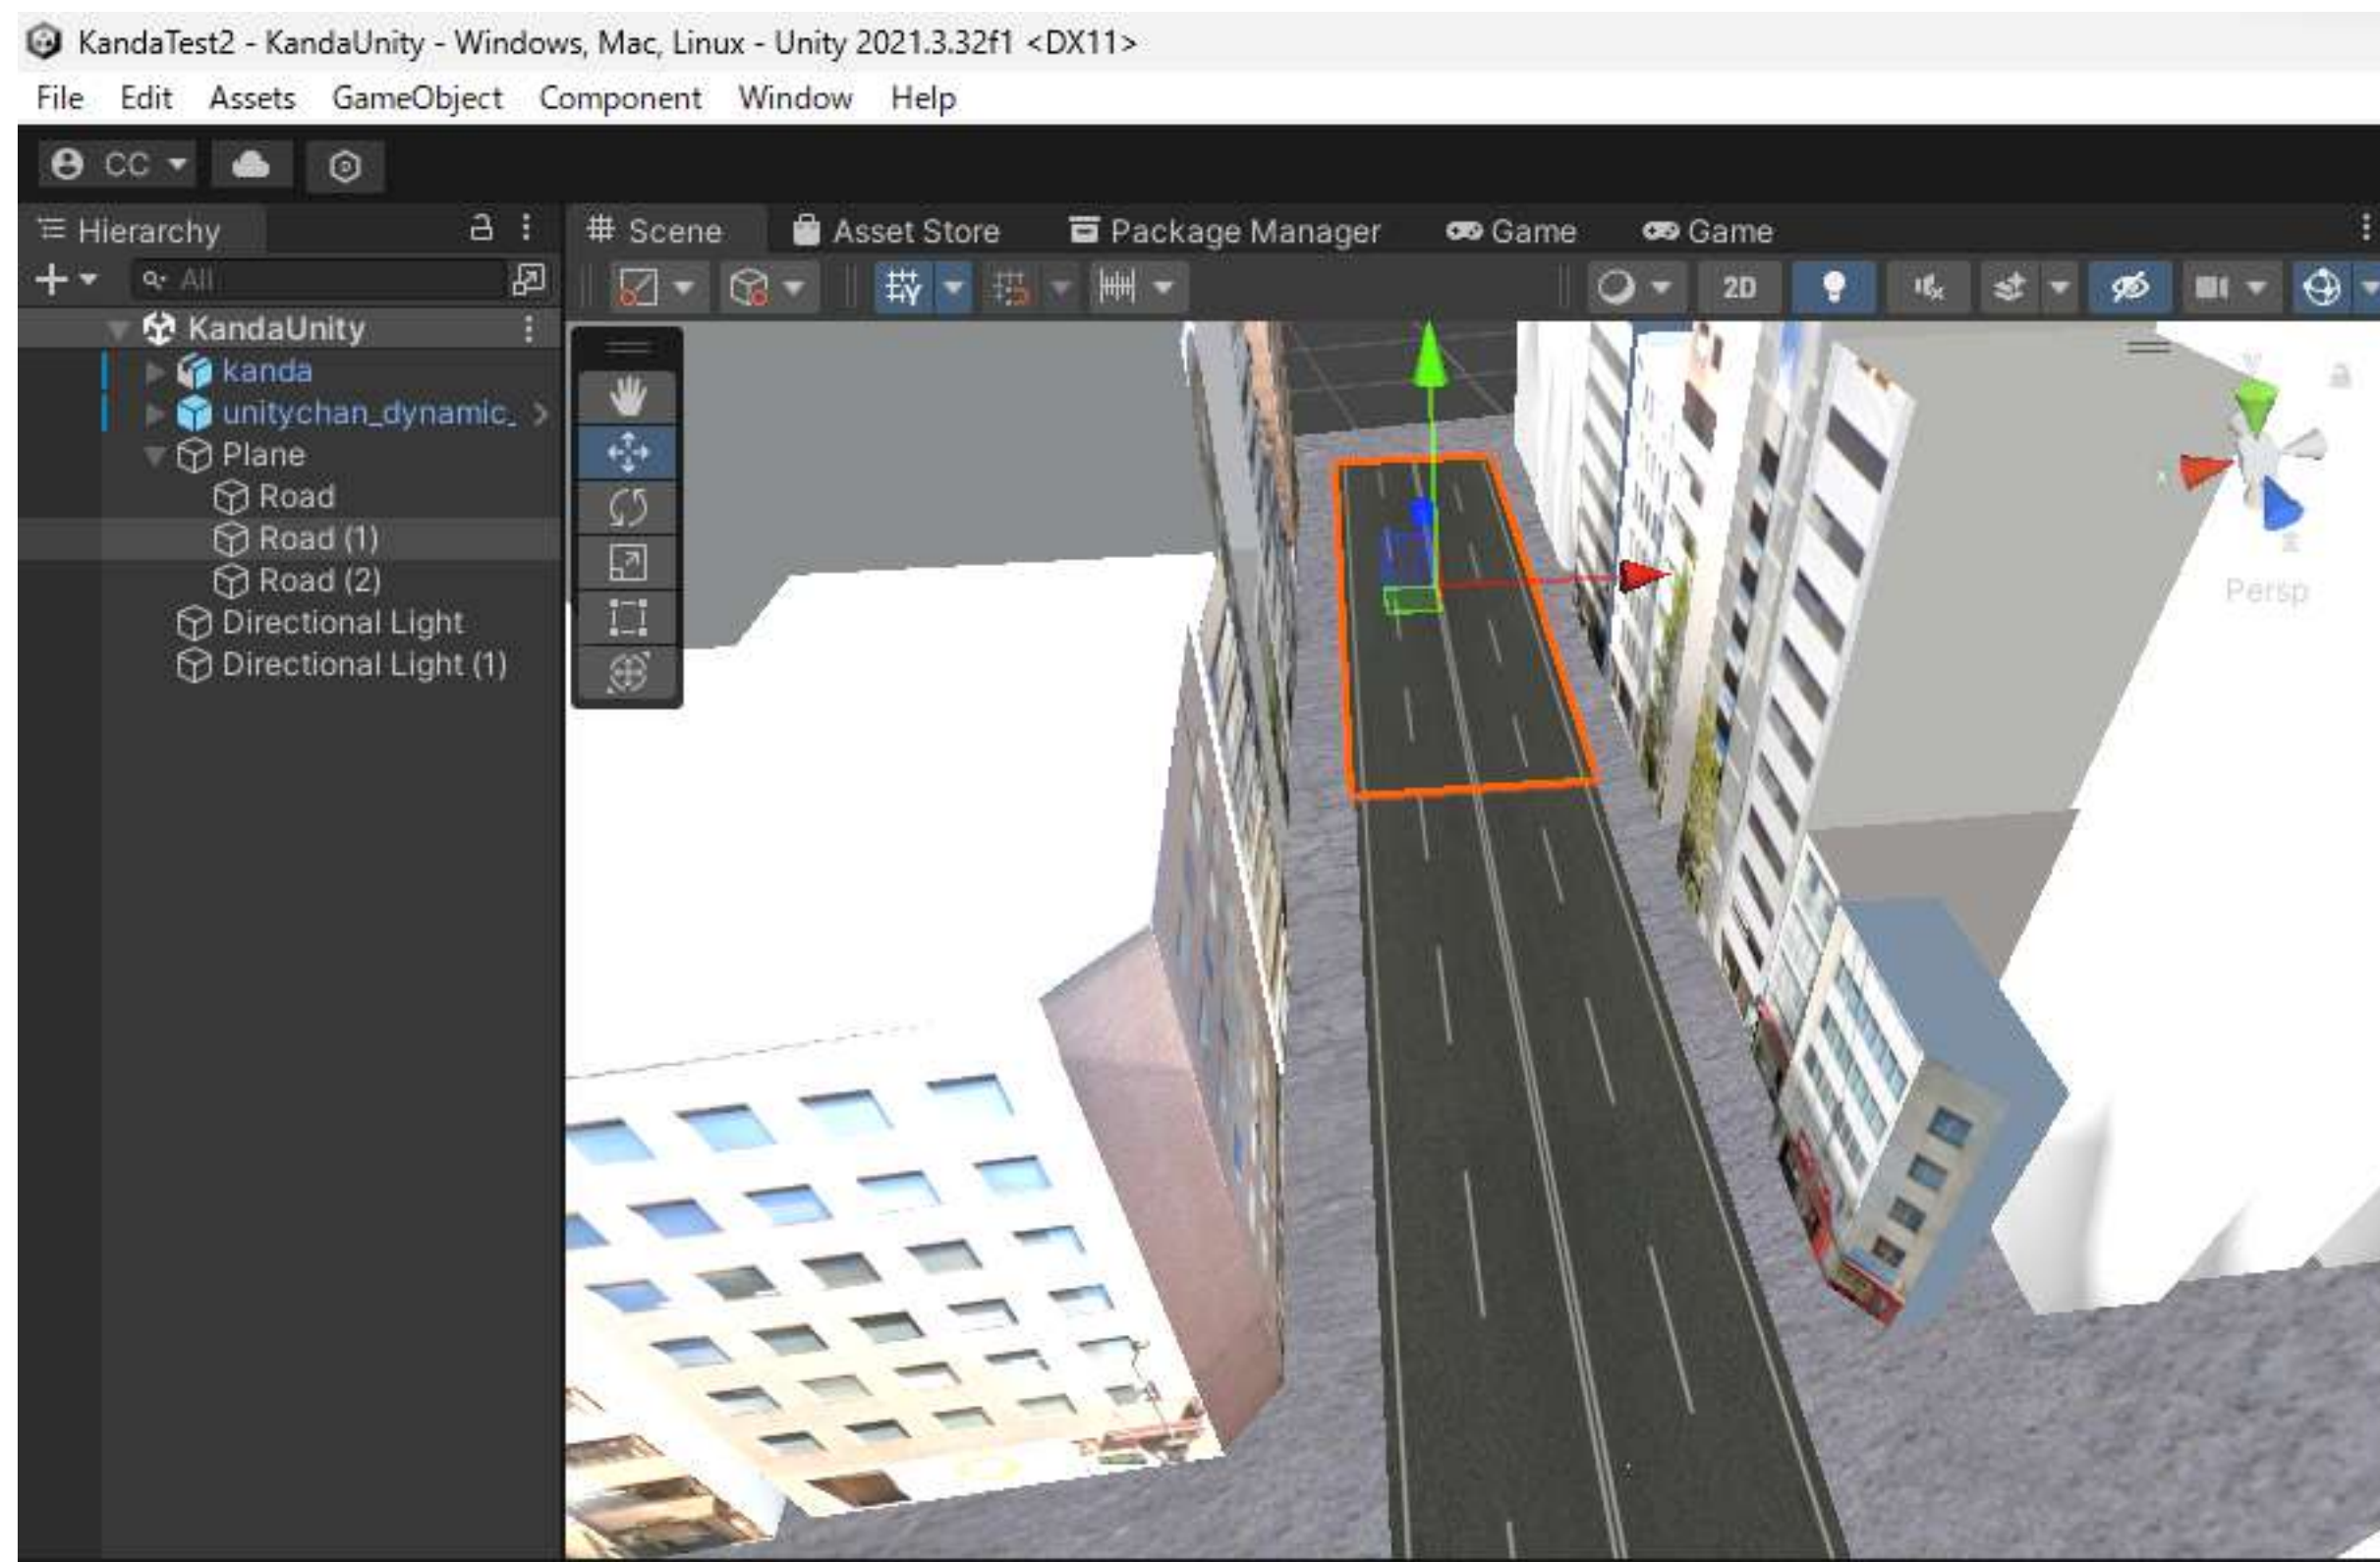 KandaTest2 - KandaUnity - Windows, Mac, Linux - Unity 2021.3.32f1 <DX11>
File Edit Assets GameObject Component Window Help
CC
Hierarchy
All
KandaUnity
kanda
unitychan_dynamic_
Plane
Road
Road (1)
Road (2)
Directional Light
Directional Light (1)
Scene Asset Store Package Manager Game Game
2D
Y
X
Z
Persp